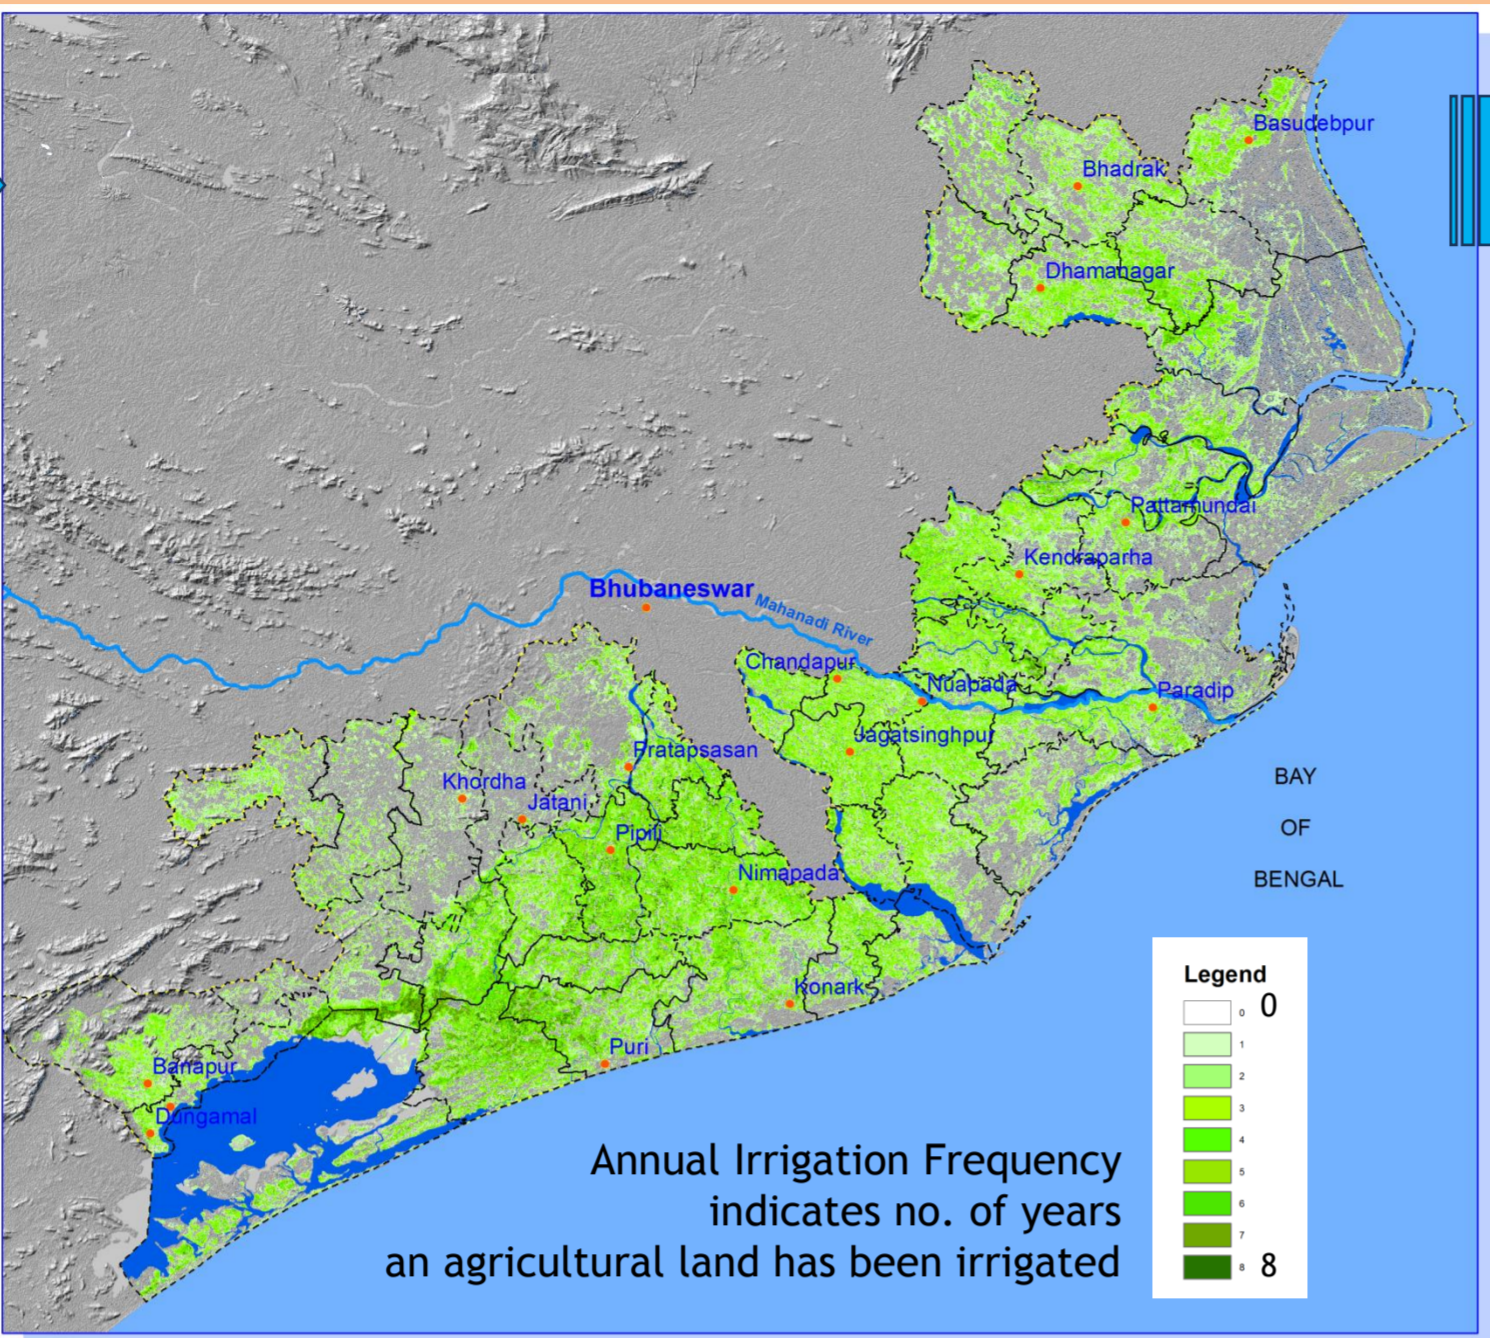 Basudebpur
Bhadrak
Dhamanagar
Pattamundai
Kendraparha
Bhubaneswar
Mahanadi River
Chandapur
Nuapada
Paradip
Jagatsinghpur
Pratapsasan
Khordha
Jatani
Pipili
Nimapada
Konark
Puri
Banapur
Dungamal
BAY
OF
BENGAL
Annual Irrigation Frequency
indicates no. of years
an agricultural land has been irrigated
Legend
0 0
1
2
3
4
5
6
7
8 8